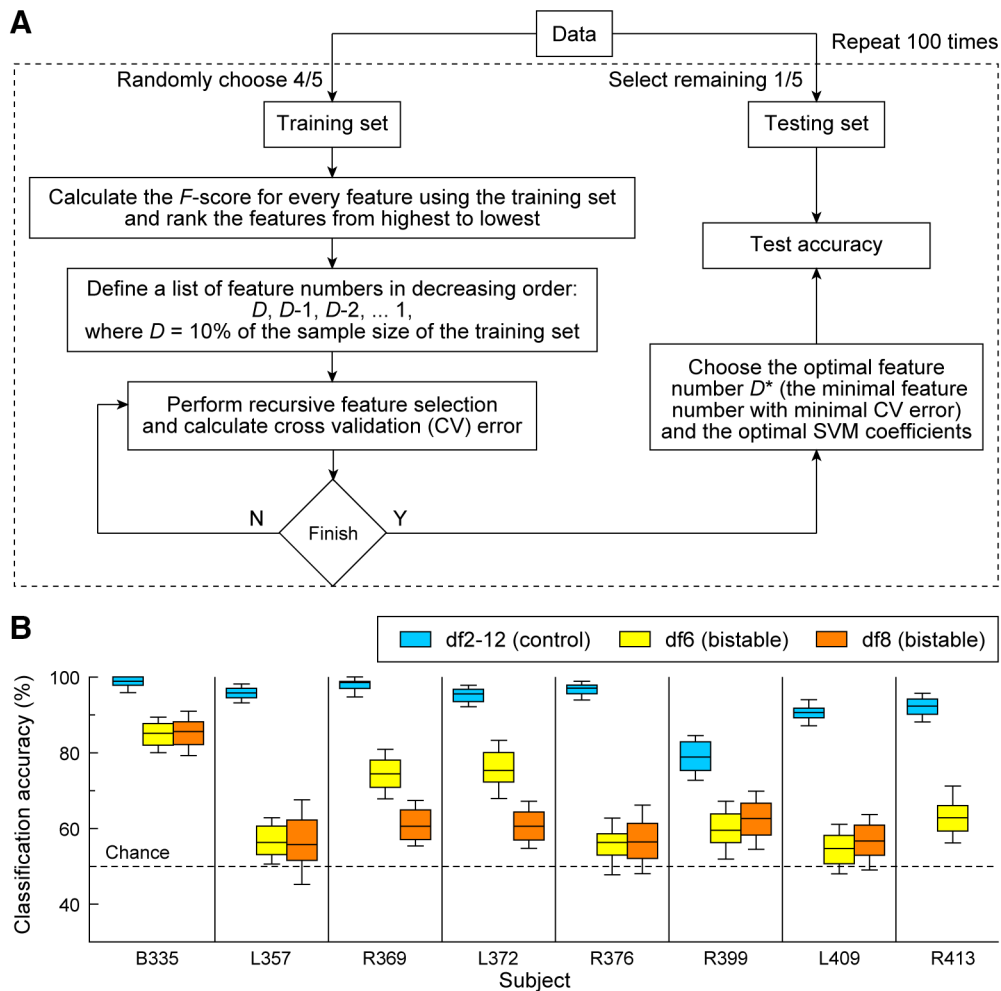 A
Data
Repeat 100 times
Randomly choose 4/5
Select remaining 1/5
Training set
Testing set
Calculate the F-score for every feature using the training set
and rank the features from highest to lowest
Test accuracy
Define a list of feature numbers in decreasing order:
D, D-1, D-2, ... 1,
where D = 10% of the sample size of the training set
Choose the optimal feature
number D* (the minimal feature
number with minimal CV error)
and the optimal SVM coefficients
Perform recursive feature selection
and calculate cross validation (CV) error
N
Finish
Y
B
df2-12 (control)
df6 (bistable)
df8 (bistable)
Classification accuracy (%)
100
80
60
40
Chance
B335
L357
R369
L372
R376
R399
L409
R413
Subject